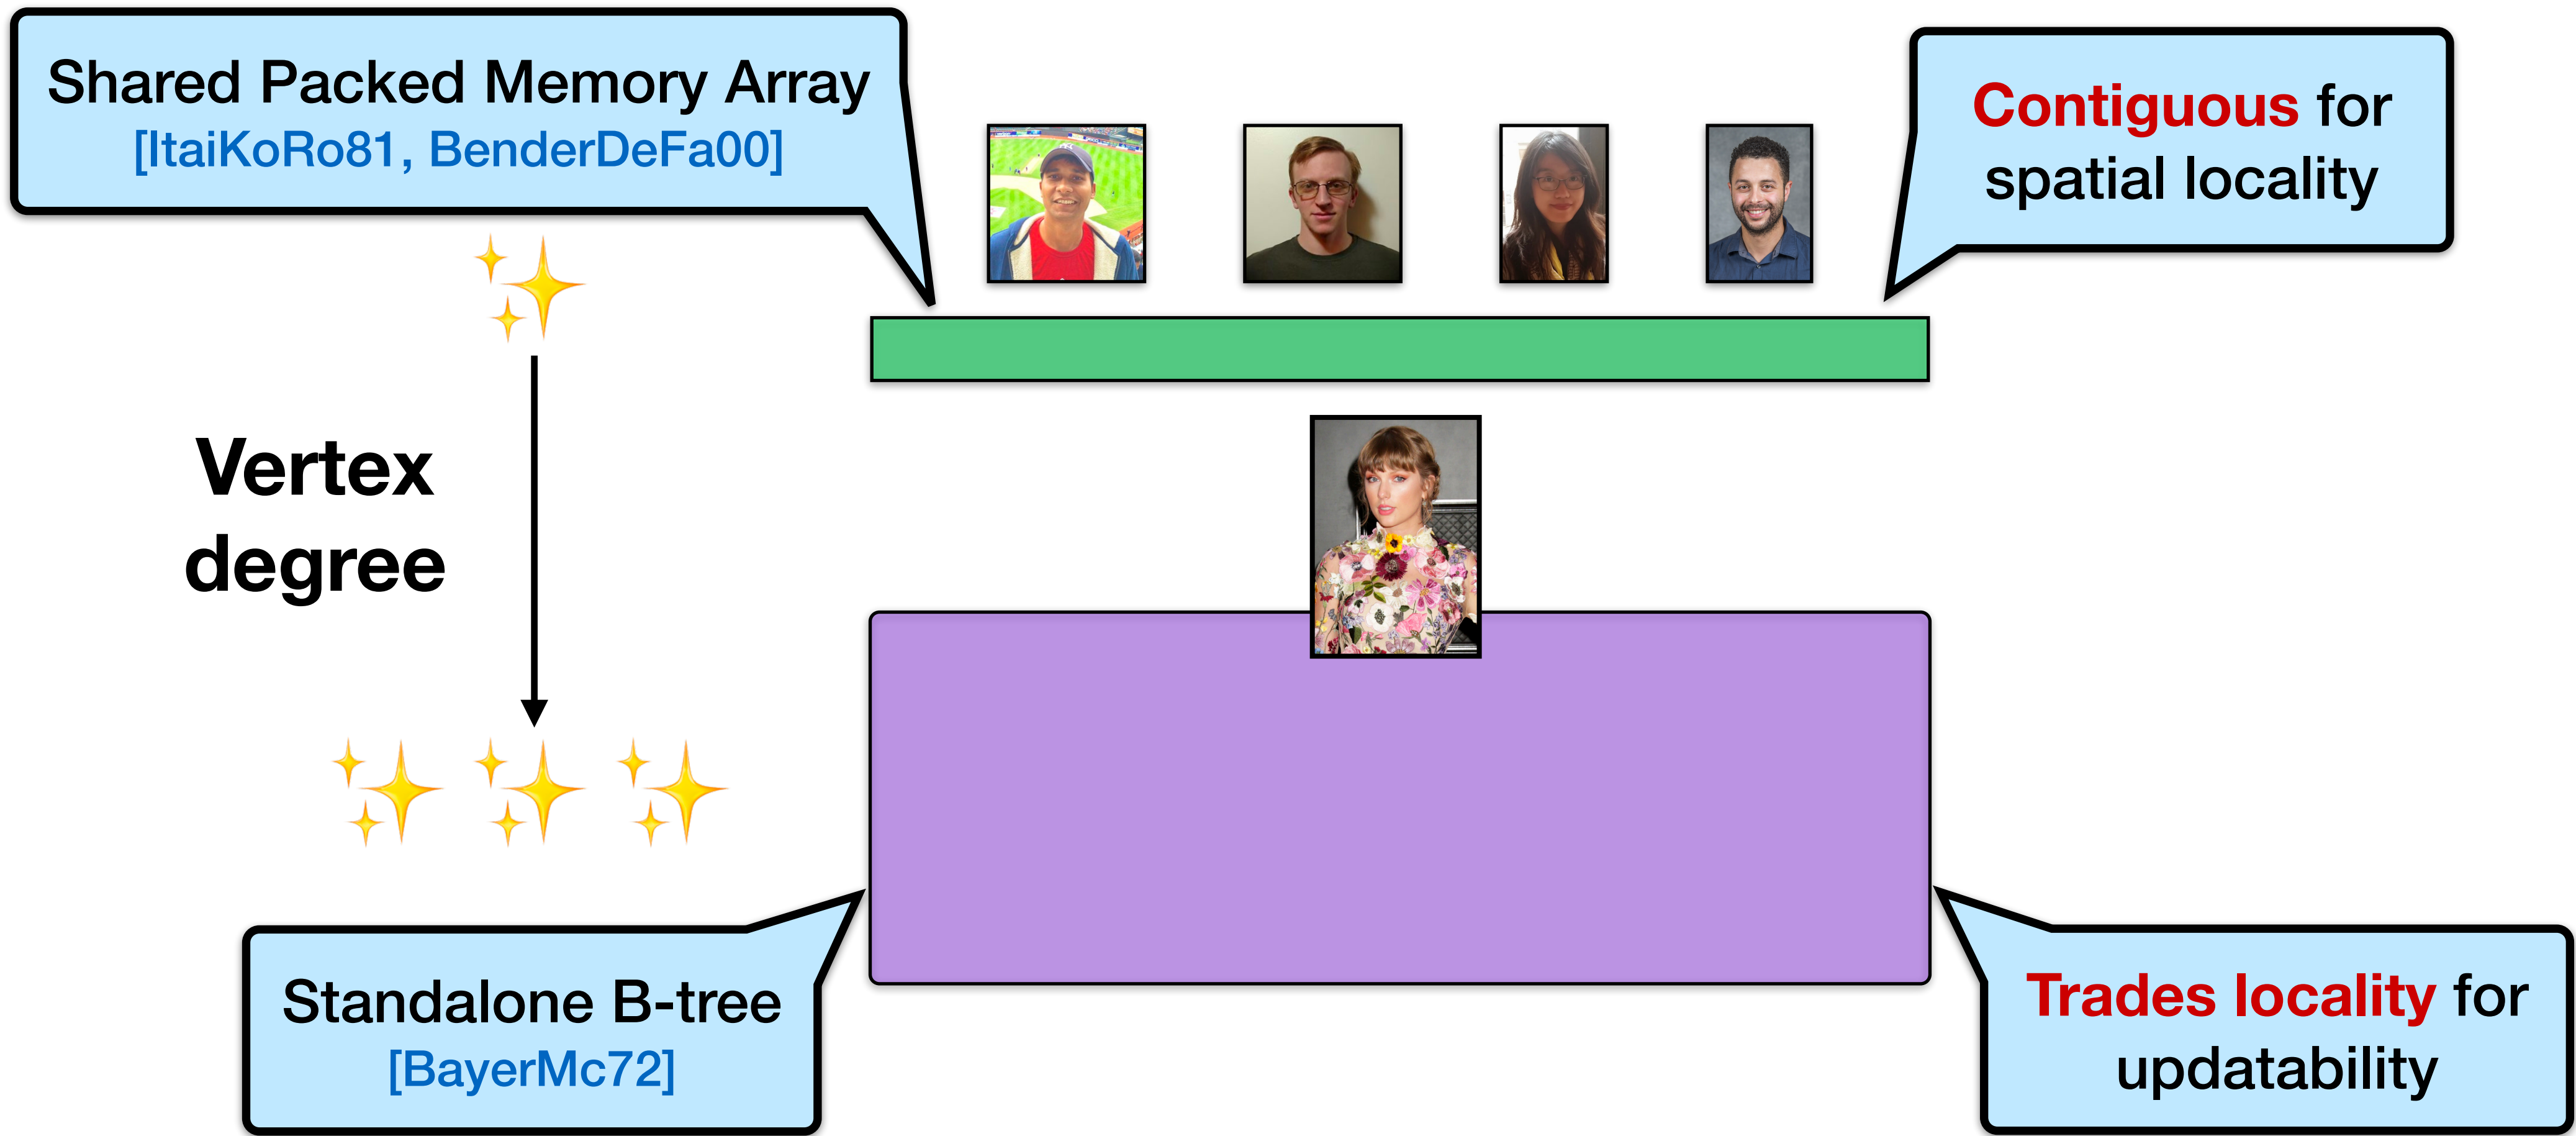 Shared Packed Memory Array
[ItaiKoRo81, BenderDeFa00]
Contiguous for
spatial locality
Vertex
degree
Standalone B-tree
[BayerMc72]
Trades locality for
updatability